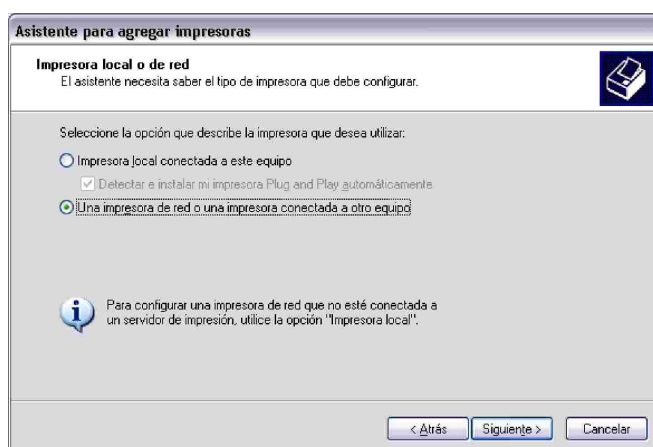 Asistente para agregar impresoras
Impresora local o de red
El asistente necesita saber el tipo de impresora que debe configurar.
Seleccione la opción que describe la impresora que desea utilizar:
Impresora local conectada a este equipo
Detectar e instalar mi impresora Plug and Play automáticamente
Una impresora de red o una impresora conectada a otro equipo
Para configurar una impresora de red que no esté conectada a
un servidor de impresión, utilice la opción "Impresora local".
< Atrás Siguiente > Cancelar